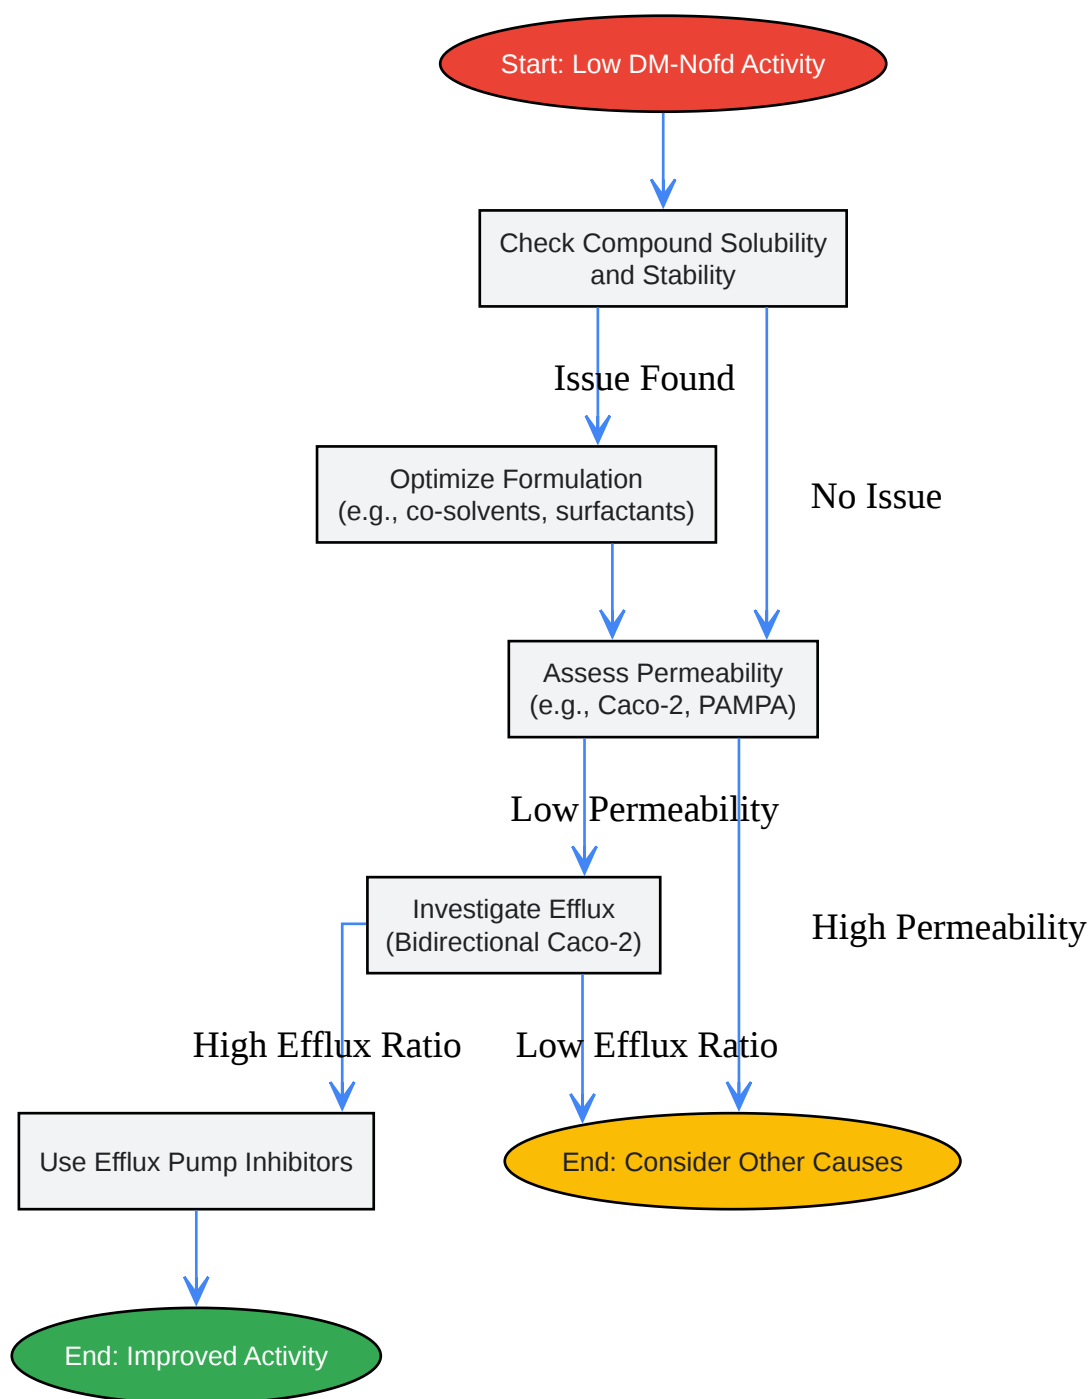 Start: Low DM-Nofd Activity
Check Compound Solubility
and Stability
Issue Found
No Issue
Optimize Formulation
(e.g., co-solvents, surfactants)
Assess Permeability
(e.g., Caco-2, PAMPA)
Low Permeability
High Permeability
Investigate Efflux
(Bidirectional Caco-2)
High Efflux Ratio
Low Efflux Ratio
Use Efflux Pump Inhibitors
End: Consider Other Causes
End: Improved Activity